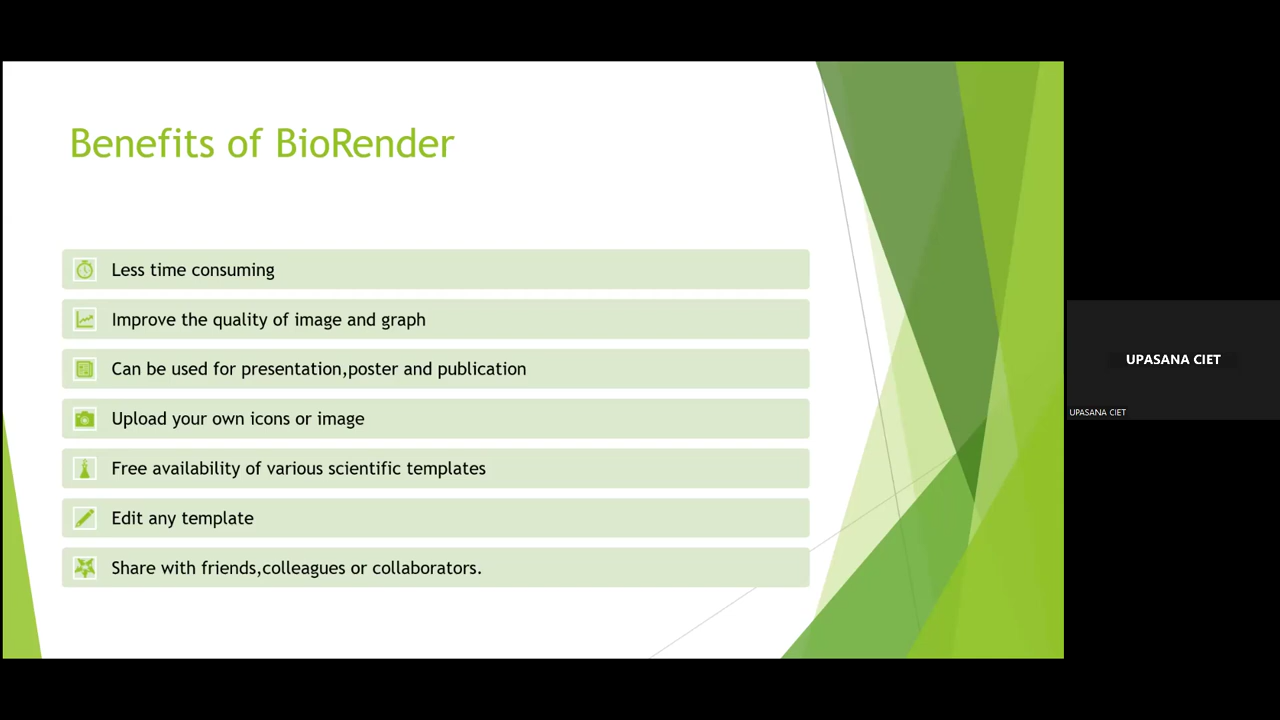 Benefits of BioRender
Less time consuming
Improve the quality of image and graph
Can be used for presentation,poster and publication
Upload your own icons or image
Free availability of various scientific templates
Edit any template
Share with friends,colleagues or collaborators.
UPASANA CIET
UPASANA CIET